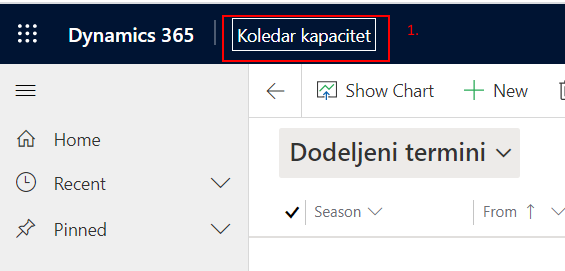 Dynamics 365 Koledar kapacitet 1.
Show Chart New
Home
Dodeljeni termini
Recent
Season From
Pinned